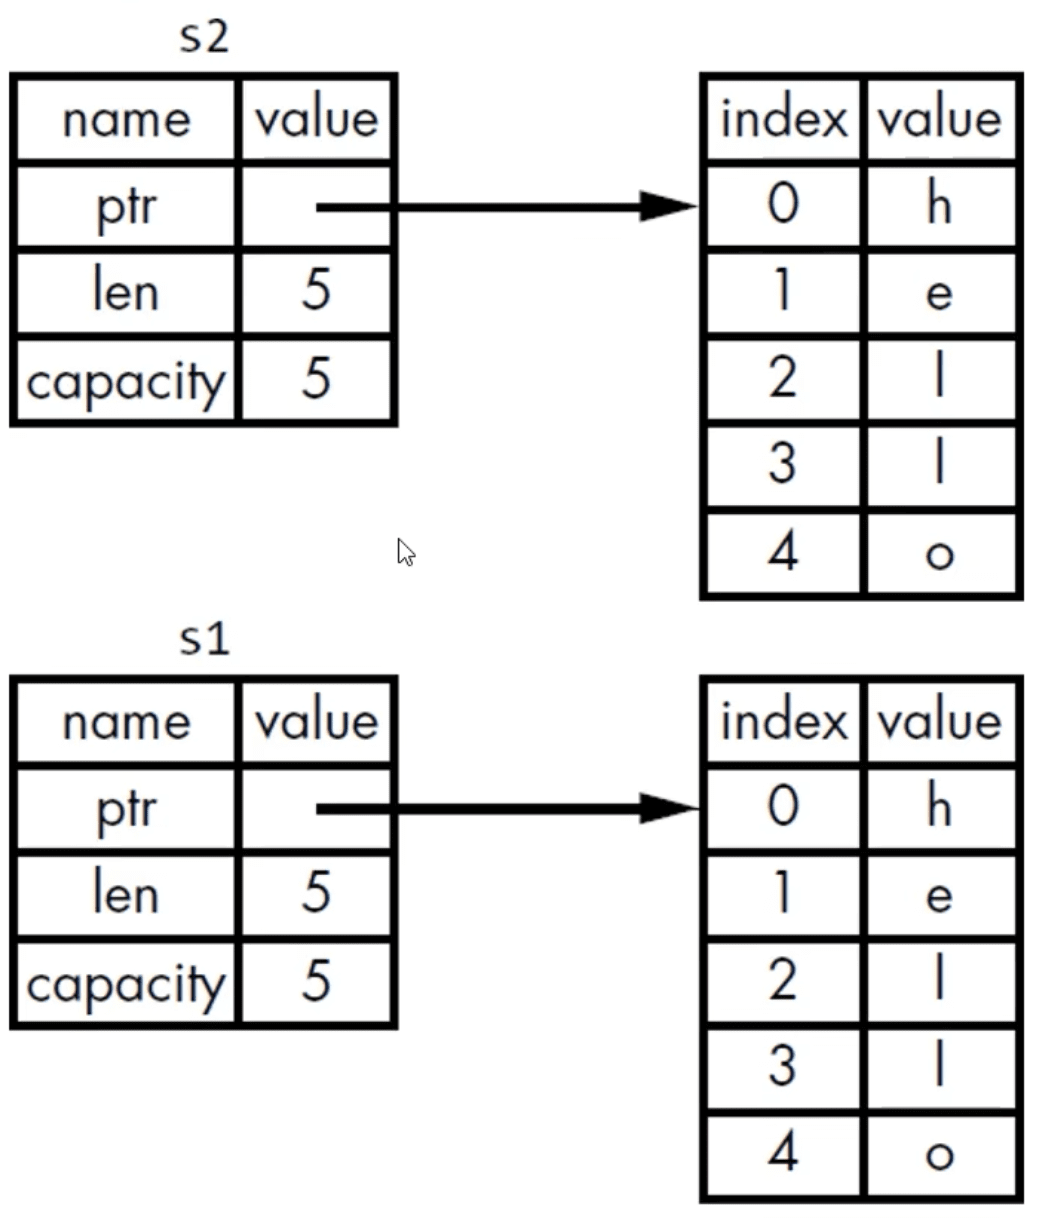 s2
name value
ptr
len 5
capacity 5
index value
0 h
1 e
2 l
3 l
4 o
s1
name value
ptr
len 5
capacity 5
index value
0 h
1 e
2 l
3 l
4 o